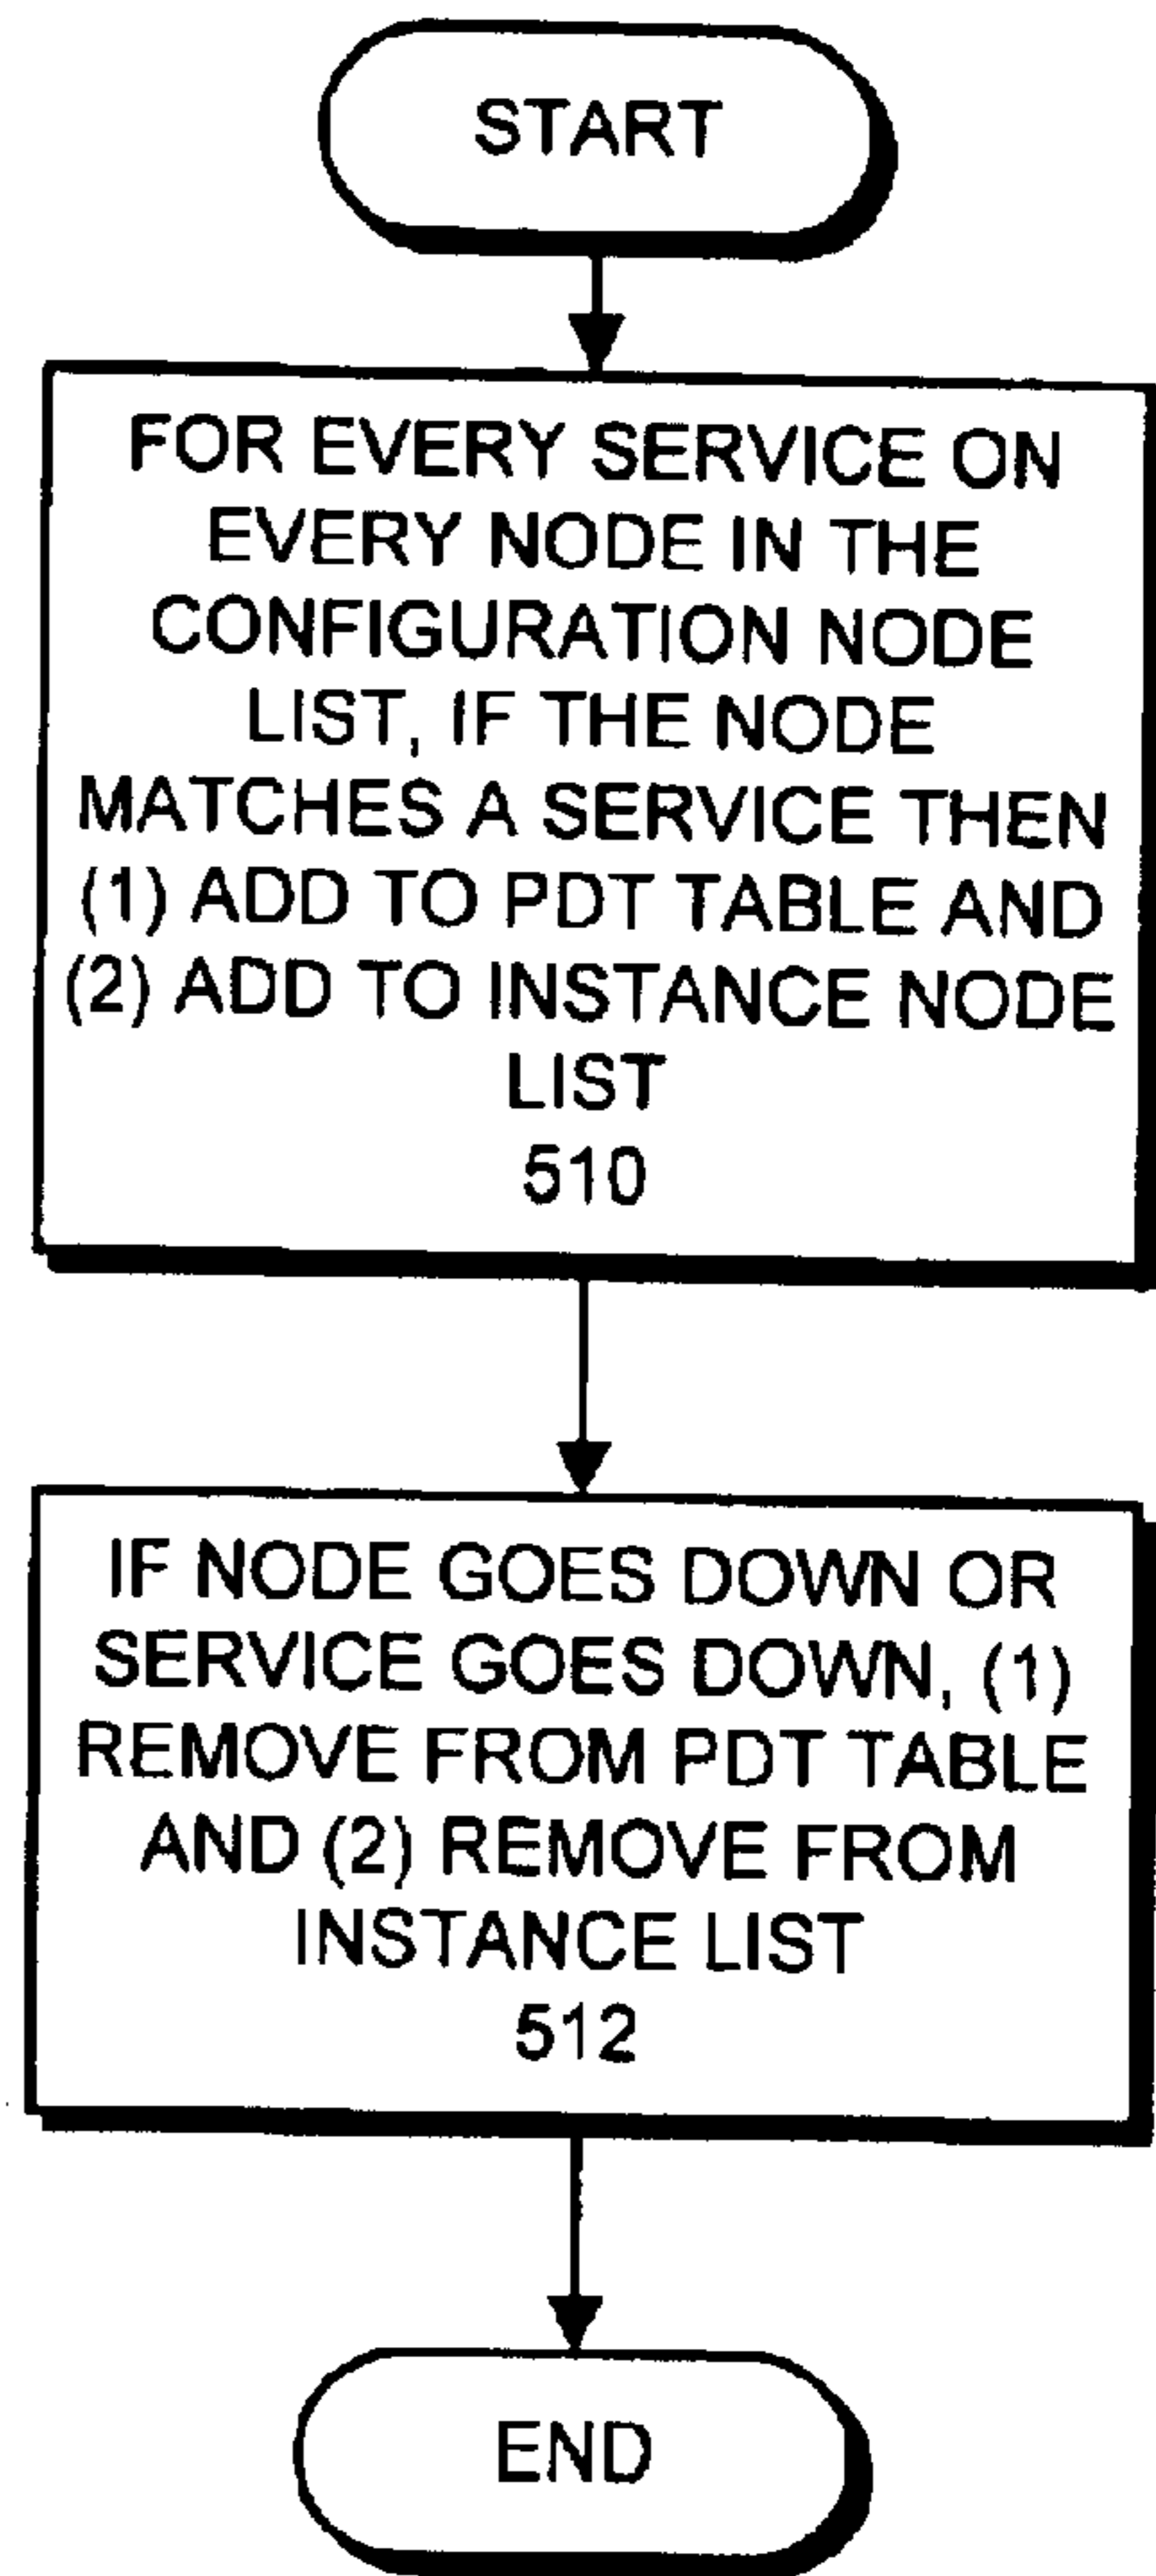 START
FOR EVERY SERVICE ON
EVERY NODE IN THE
CONFIGURATION NODE
LIST, IF THE NODE
MATCHES A SERVICE THEN
(1) ADD TO PDT TABLE AND
(2) ADD TO INSTANCE NODE
LIST
510
IF NODE GOES DOWN OR
SERVICE GOES DOWN, (1)
REMOVE FROM PDT TABLE
AND (2) REMOVE FROM
INSTANCE LIST
512
END